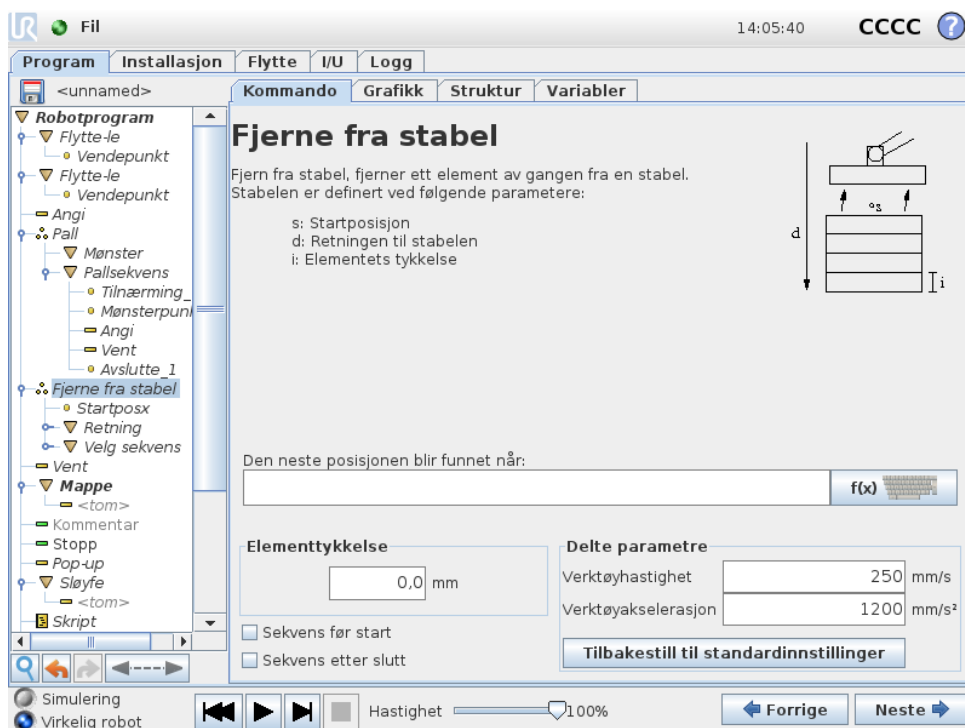 UR Fil 14:05:40 CCCC ?
Program Installasjon Flytte I/U Logg
<unnamed>
Kommando Grafikk Struktur Variabler
Robotprogram
Flytte-le
Vendepunkt
Flytte-le
Vendepunkt
Angi
Pall
Mønster
Pallsekvens
Tilnærming_
Mønsterpun
Angi
Vent
Avslutte_1
Fjerne fra stabel
Startposx
Retning
Velg sekvens
Vent
Mappe
<tom>
Kommentar
Stopp
Pop-up
Sløyfe
<tom>
Skript
Fjerne fra stabel
Fjern fra stabel, fjerner ett element av gangen fra en stabel.
Stabelen er definert ved følgende parametere:
s: Startposisjon
d: Retningen til stabelen
i: Elementets tykkelse
d
s
i
Den neste posisjonen blir funnet når:
f(x)
Elementtykkelse
0,0 mm
Sekvens før start
Sekvens etter slutt
Delte parametre
Verktøyhastighet 250 mm/s
Verktøyakselerasjon 1200 mm/s²
Tilbakestill til standardinnstillinger
Simulering
Virkelig robot
Hastighet 100%
Forrige Neste